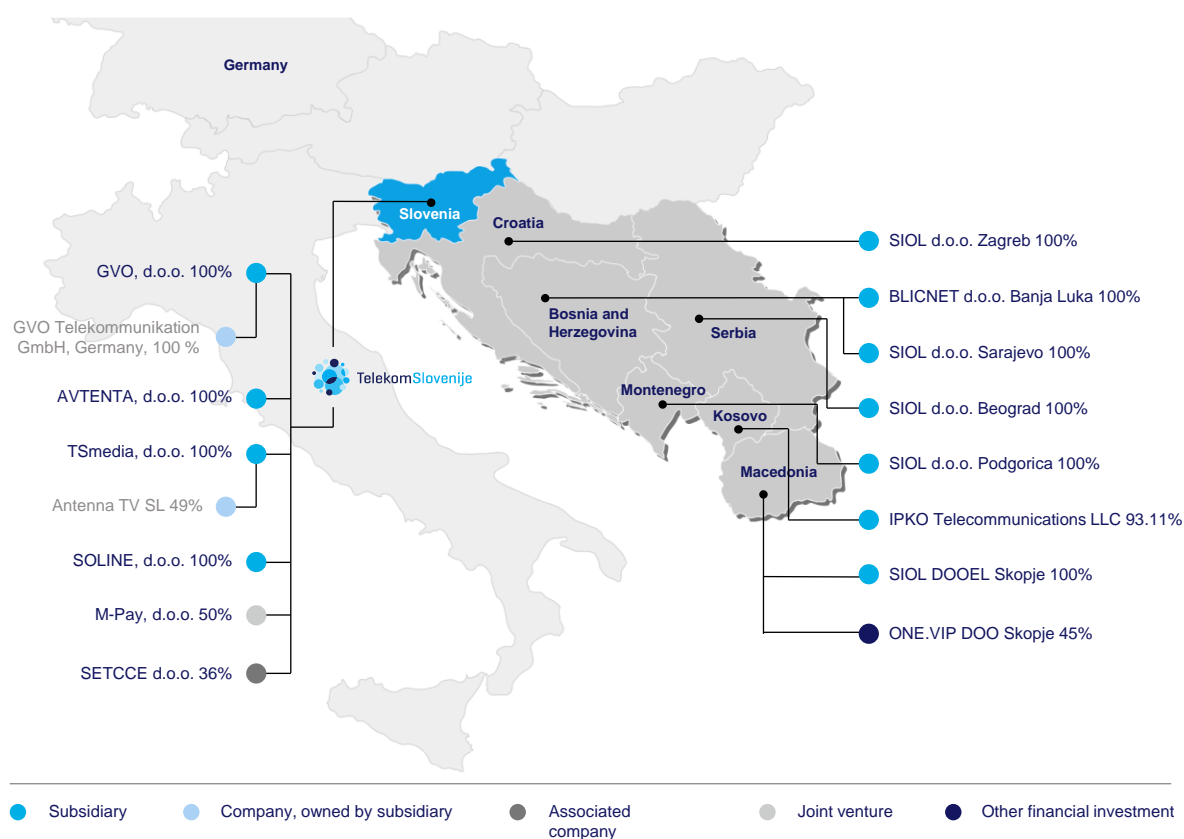 Germany
Slovenia
Croatia
Bosnia and
Herzegovina
Serbia
Montenegro
Kosovo
Macedonia
GVO, d.o.o. 100%
GVO Telekommunikation
GmbH, Germany, 100 %
AVTENTA, d.o.o. 100%
TSmedia, d.o.o. 100%
Antenna TV SL 49%
SOLINE, d.o.o. 100%
M-Pay, d.o.o. 50%
SETCCE d.o.o. 36%
TelekomSlovenije
SIOL d.o.o. Zagreb 100%
BLICNET d.o.o. Banja Luka 100%
SIOL d.o.o. Sarajevo 100%
SIOL d.o.o. Beograd 100%
SIOL d.o.o. Podgorica 100%
IPKO Telecommunications LLC 93.11%
SIOL DOOEL Skopje 100%
ONE.VIP DOO Skopje 45%
Subsidiary
Company, owned by subsidiary
Associated
company
Joint venture
Other financial investment